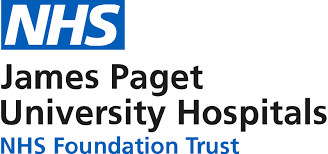 NHS
James Paget
University Hospitals
NHS Foundation Trust